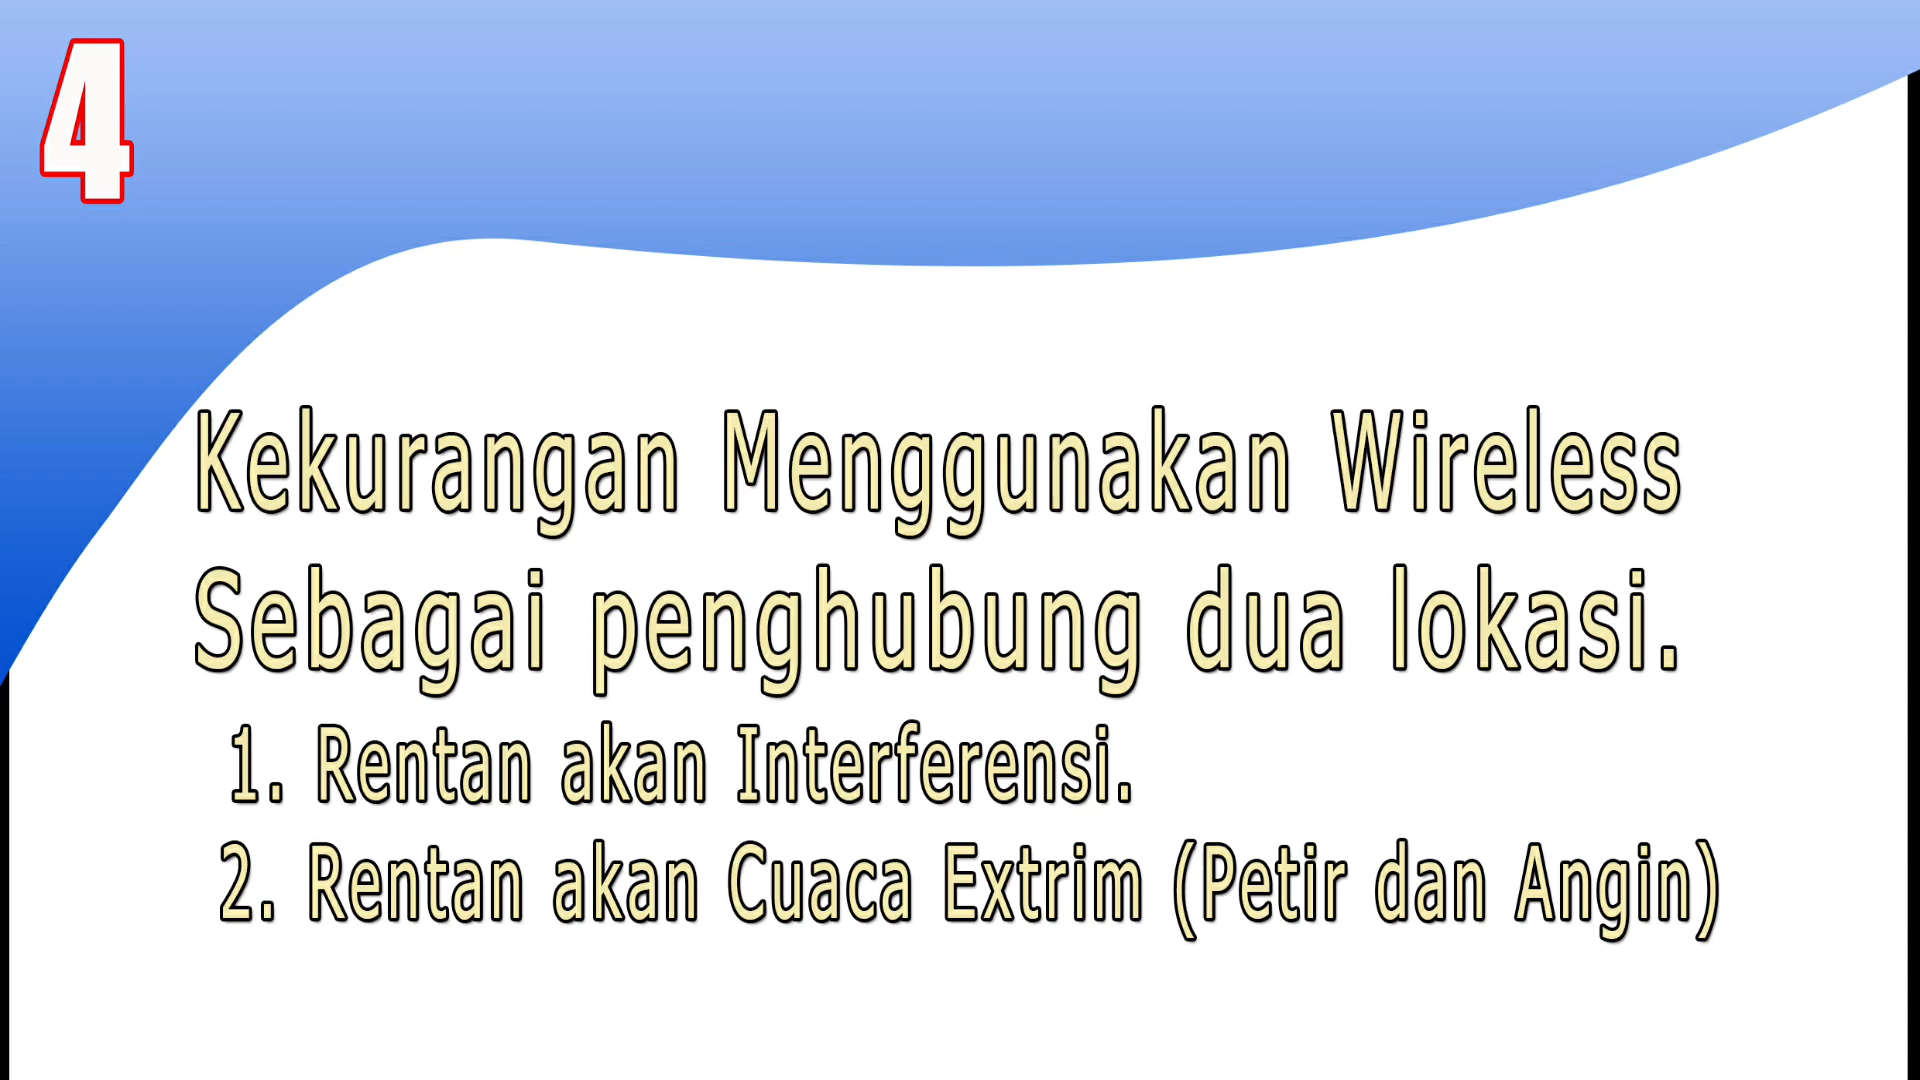 4
Kekurangan Menggunakan Wireless
Sebagai penghubung dua lokasi.
1. Rentan akan Interferensi.
2. Rentan akan Cuaca Extrim (Petir dan Angin)